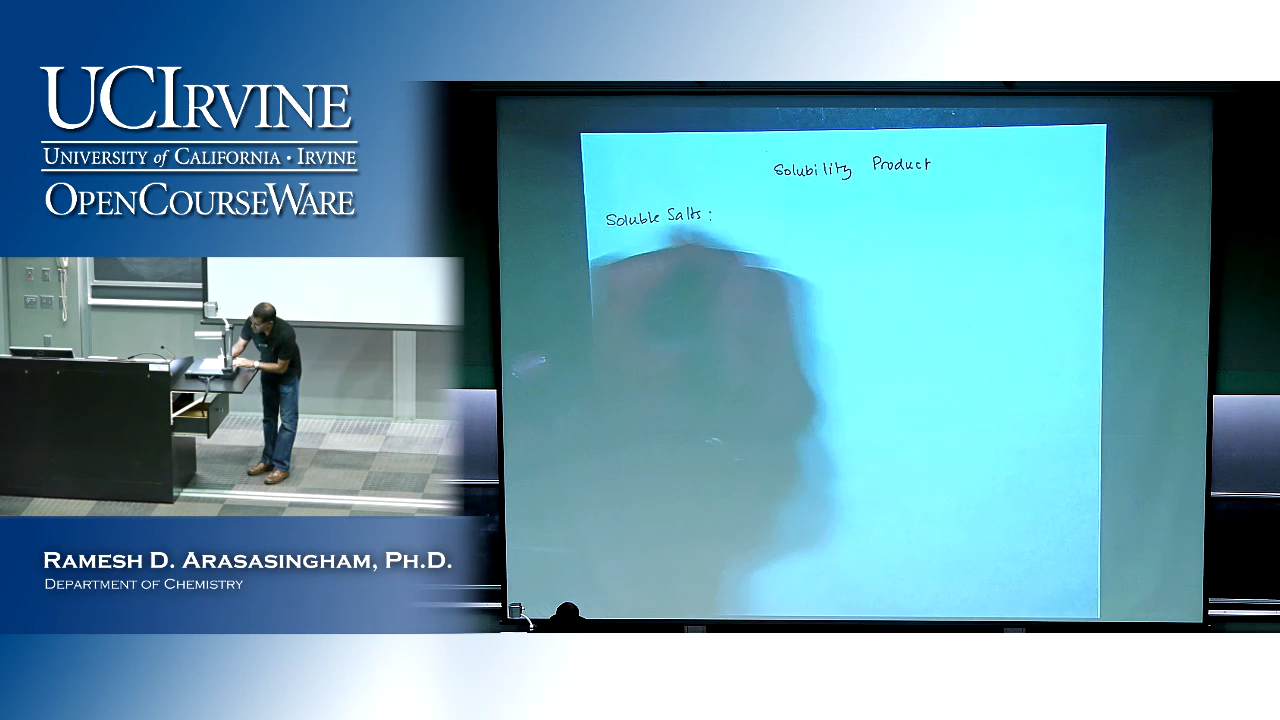 UCIRVINE
UNIVERSITY of CALIFORNIA · IRVINE
OPENCOURSEWARE
RAMESH D. ARASASINGHAM, PH.D.
DEPARTMENT OF CHEMISTRY
Solubility Product
Soluble Salts :